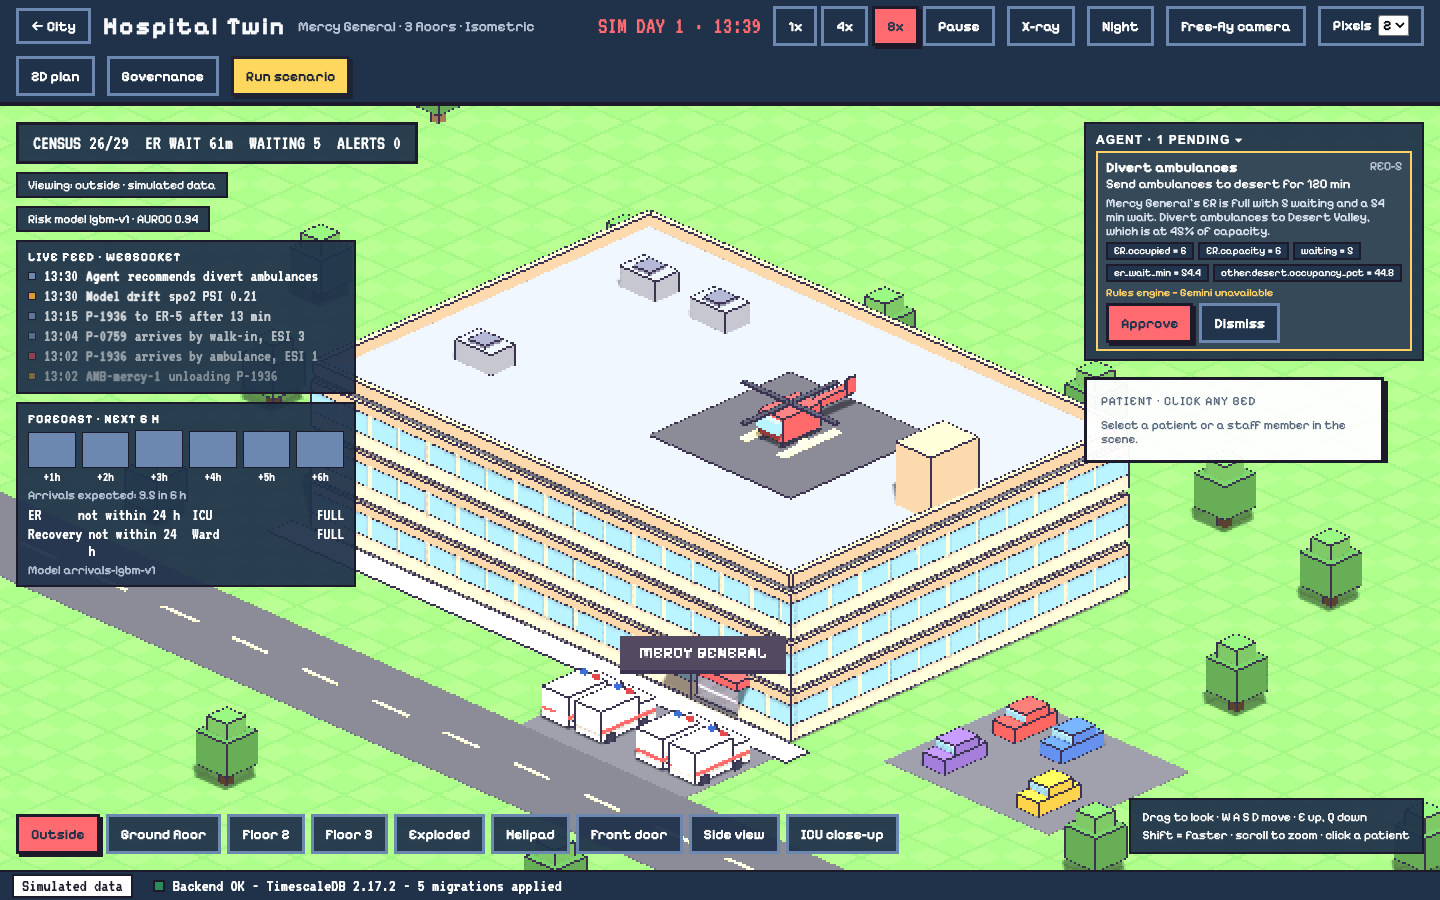 ← City
Hospital Twin
Mercy General · 3 floors · Isometric
SIM DAY 1 · 13:39
1x
4x
8x
Pause
X-ray
Night
Free-fly camera
Pixels 2
2D plan
Governance
Run scenario
CENSUS 26/29 ER WAIT 61m WAITING 5 ALERTS 0
Viewing: outside · simulated data
Risk model lgbm-v1 · AUROC 0.94
LIVE FEED · WEBSOCKET
13:30 Agent recommends divert ambulances
13:30 Model drift spo2 PSI 0.21
13:15 P-1936 to ER-5 after 13 min
13:04 P-0759 arrives by walk-in, ESI 3
13:02 P-1936 arrives by ambulance, ESI 1
13:02 AMB-mercy-1 unloading P-1936
FORECAST · NEXT 6 H
+1h +2h +3h +4h +5h +6h
Arrivals expected: 9.8 in 6 h
ER not within 24 h ICU FULL
Recovery not within 24 h Ward FULL
Model arrivals-lgbm-v1
AGENT · 1 PENDING
Divert ambulances
REC-5
Send ambulances to desert for 120 min
Mercy General's ER is full with 5 waiting and a 54
min wait. Divert ambulances to Desert Valley,
which is at 45% of capacity.
ER.occupied = 6
ER.capacity = 6
waiting = 5
er_wait_min = 54.4
other.desert.occupancy_pct = 44.8
Rules engine - Gemini unavailable
Approve
Dismiss
PATIENT · CLICK ANY BED
Select a patient or a staff member in the
scene.
MERCY GENERAL
Outside
Ground floor
Floor 2
Floor 3
Exploded
Helipad
Front door
Side view
ICU close-up
Drag to look · W A S D move · E up, Q down
Shift = faster · scroll to zoom · click a patient
Simulated data
Backend OK - TimescaleDB 2.17.2 - 5 migrations applied